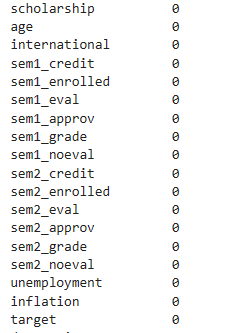 scholarship 0
age 0
international 0
sem1_credit 0
sem1_enrolled 0
sem1_eval 0
sem1_approv 0
sem1_grade 0
sem1_noeval 0
sem2_credit 0
sem2_enrolled 0
sem2_eval 0
sem2_approv 0
sem2_grade 0
sem2_noeval 0
unemployment 0
inflation 0
target 0